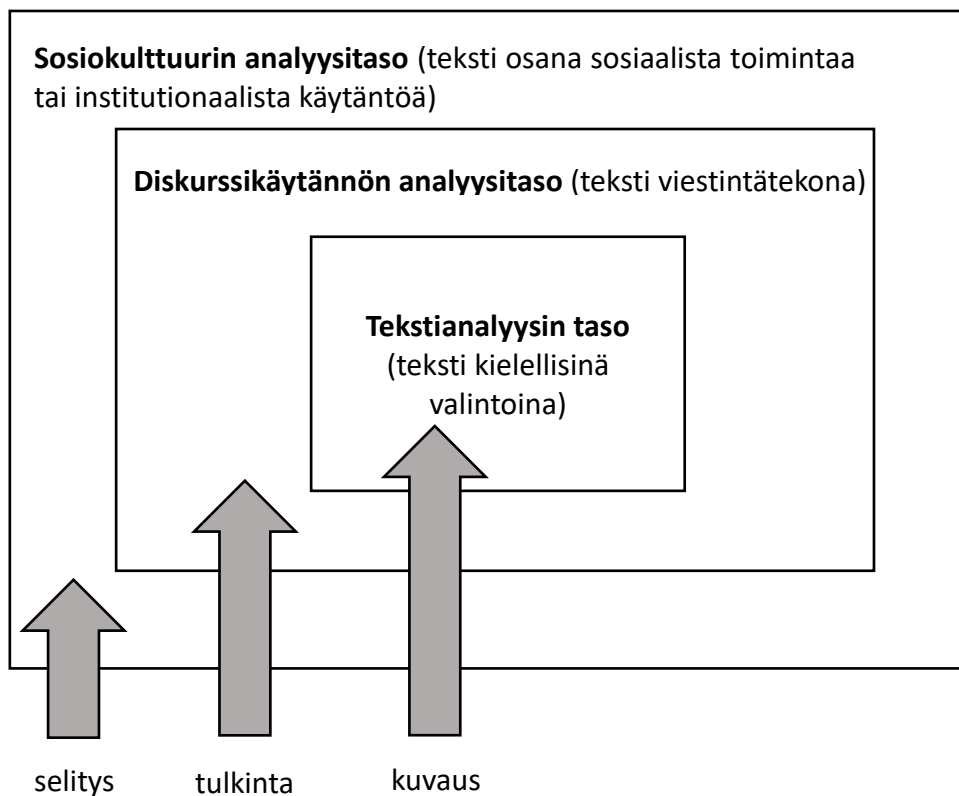 Sosiokulttuurin analyysitaso (teksti osana sosiaalista toimintaa
tai institutionaalista käytäntöä)
Diskurssikäytännön analyysitaso (teksti viestintätekona)
Tekstianalyysin taso
(teksti kielellisinä
valintoina)
selitys
tulkinta
kuvaus